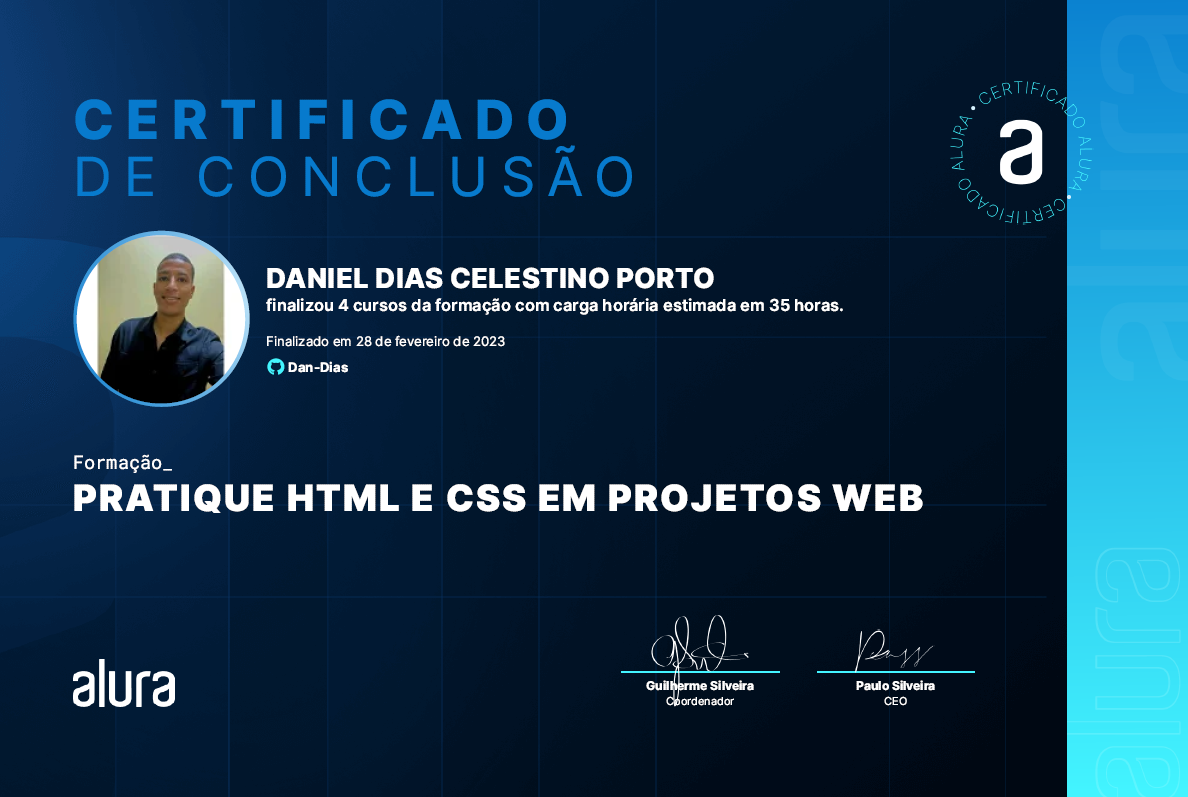 CERTIFICADO
DE CONCLUSÃO
CERTIFICADO ALURA • CERTIFICADO ALURA •
a
DANIEL DIAS CELESTINO PORTO
finalizou 4 cursos da formação com carga horária estimada em 35 horas.
Finalizado em 28 de fevereiro de 2023
Dan-Dias
Formação_
PRATIQUE HTML E CSS EM PROJETOS WEB
alura
Guilherme Silveira
Coordenador
Paulo Silveira
CEO
alura
alura